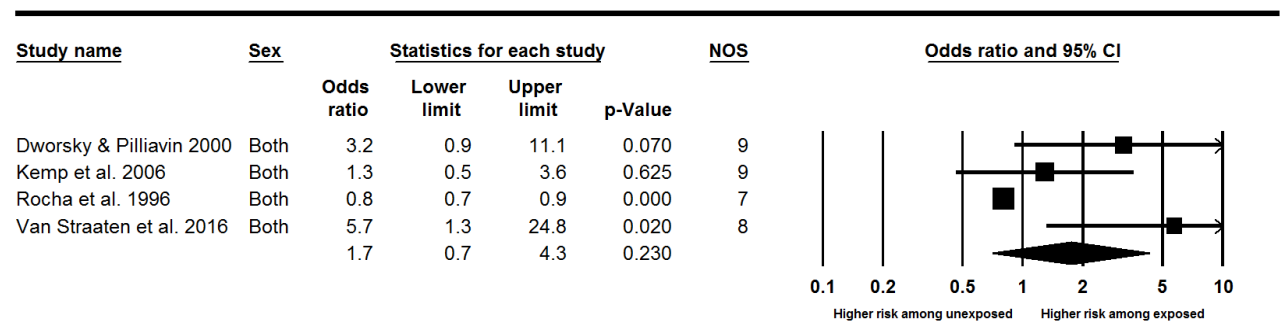 Study name Sex Statistics for each study NOS Odds ratio and 95% CI
Odds ratio Lower limit Upper limit p-Value
Dworsky & Pilliavin 2000 Both 3.2 0.9 11.1 0.070 9
Kemp et al. 2006 Both 1.3 0.5 3.6 0.625 9
Rocha et al. 1996 Both 0.8 0.7 0.9 0.000 7
Van Straaten et al. 2016 Both 5.7 1.3 24.8 0.020 8
1.7 0.7 4.3 0.230
0.1 0.2 0.5 1 2 5 10
Higher risk among unexposed Higher risk among exposed